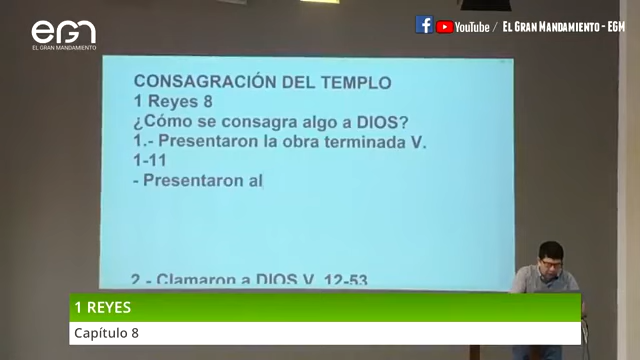 EGM
EL GRAN MANDAMIENTO
YouTube / EL GRAN MANDAMIENTO - EGM
CONSAGRACIÓN DEL TEMPLO
1 Reyes 8
¿Cómo se consagra algo a DIOS?
1.- Presentaron la obra terminada V.
1-11
- Presentaron al
2.- Clamaron a DIOS V. 12-53
1 REYES
Capítulo 8